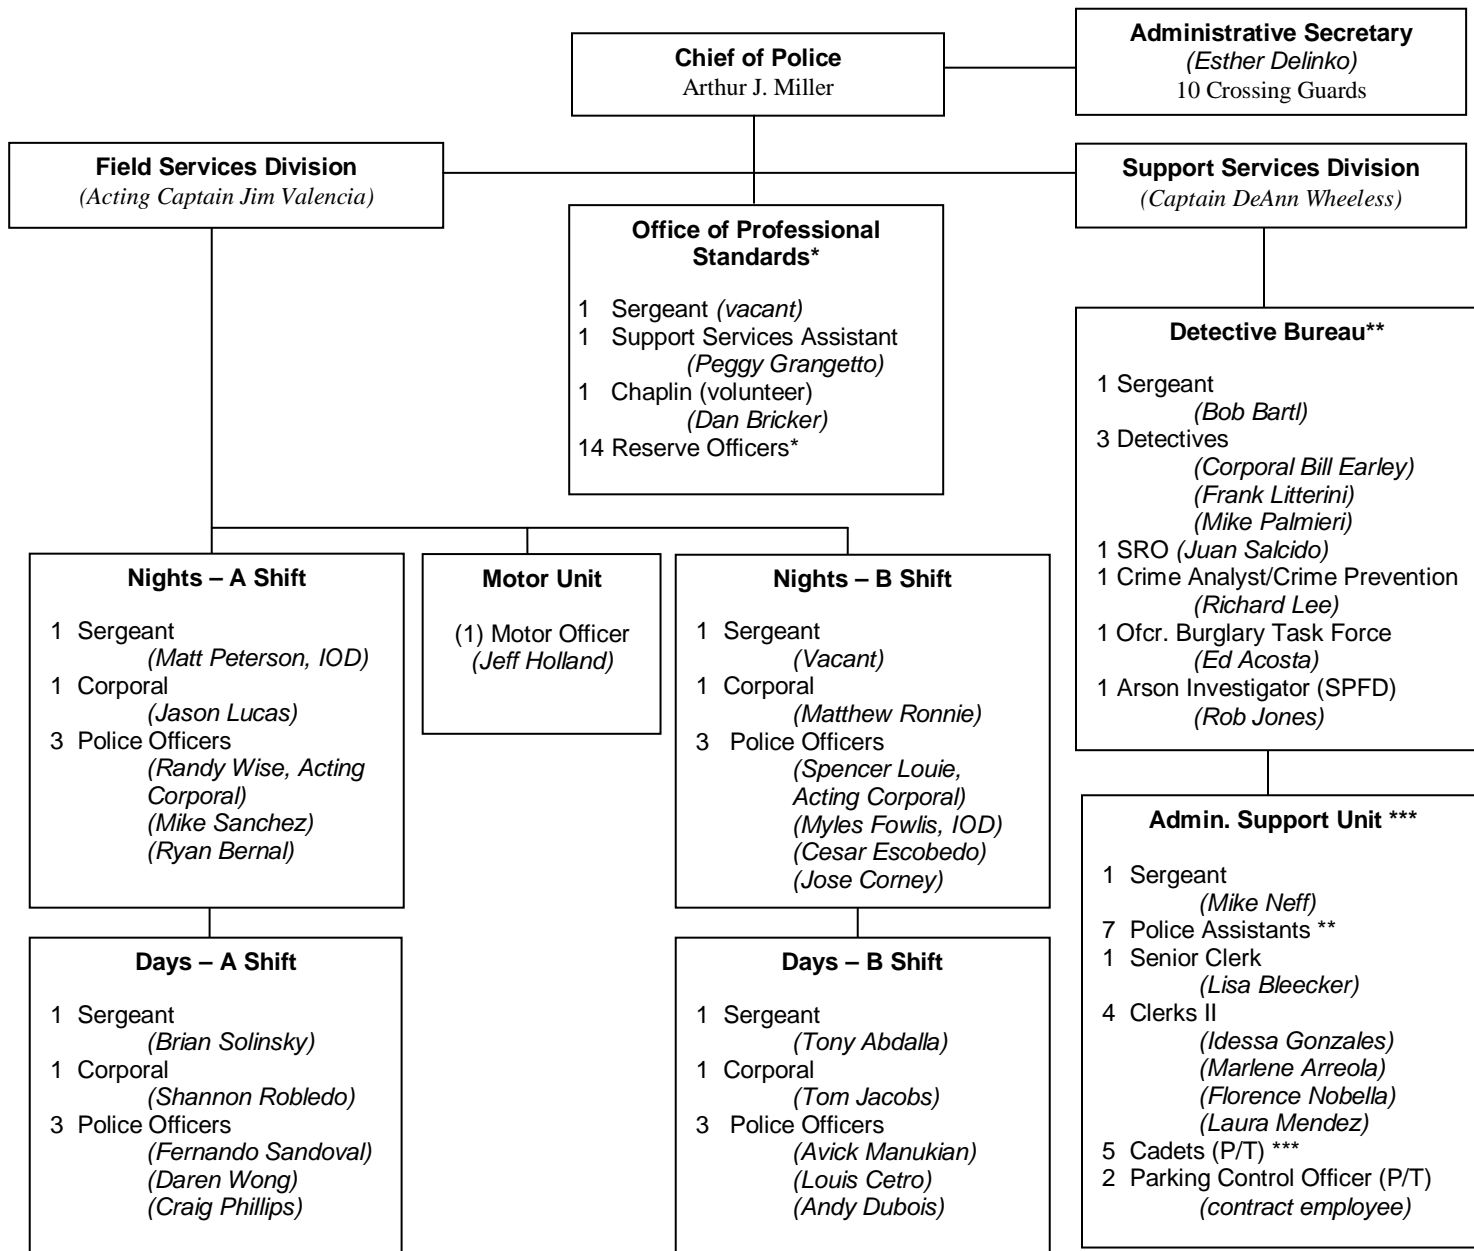 Chief of Police
Arthur J. Miller
Administrative Secretary
(Esther Delinko)
10 Crossing Guards
Field Services Division
(Acting Captain Jim Valencia)
Support Services Division
(Captain DeAnn Wheeless)
Office of Professional
Standards*
1 Sergeant (vacant)
1 Support Services Assistant
(Peggy Grangetto)
1 Chaplin (volunteer)
(Dan Bricker)
14 Reserve Officers*
Detective Bureau**
1 Sergeant
(Bob Bartl)
3 Detectives
(Corporal Bill Earley)
(Frank Litterini)
(Mike Palmieri)
1 SRO (Juan Salcido)
1 Crime Analyst/Crime Prevention
(Richard Lee)
1 Ofcr. Burglary Task Force
(Ed Acosta)
1 Arson Investigator (SPFD)
(Rob Jones)
Nights – A Shift
1 Sergeant
(Matt Peterson, IOD)
1 Corporal
(Jason Lucas)
3 Police Officers
(Randy Wise, Acting
Corporal)
(Mike Sanchez)
(Ryan Bernal)
Motor Unit
(1) Motor Officer
(Jeff Holland)
Nights – B Shift
1 Sergeant
(Vacant)
1 Corporal
(Matthew Ronnie)
3 Police Officers
(Spencer Louie,
Acting Corporal)
(Myles Fowlis, IOD)
(Cesar Escobedo)
(Jose Corney)
Admin. Support Unit ***
1 Sergeant
(Mike Neff)
7 Police Assistants **
1 Senior Clerk
(Lisa Bleecker)
4 Clerks II
(Idessa Gonzales)
(Marlene Arreola)
(Florence Nobella)
(Laura Mendez)
5 Cadets (P/T) ***
2 Parking Control Officer (P/T)
(contract employee)
Days – A Shift
1 Sergeant
(Brian Solinsky)
1 Corporal
(Shannon Robledo)
3 Police Officers
(Fernando Sandoval)
(Daren Wong)
(Craig Phillips)
Days – B Shift
1 Sergeant
(Tony Abdalla)
1 Corporal
(Tom Jacobs)
3 Police Officers
(Avick Manukian)
(Louis Cetro)
(Andy Dubois)